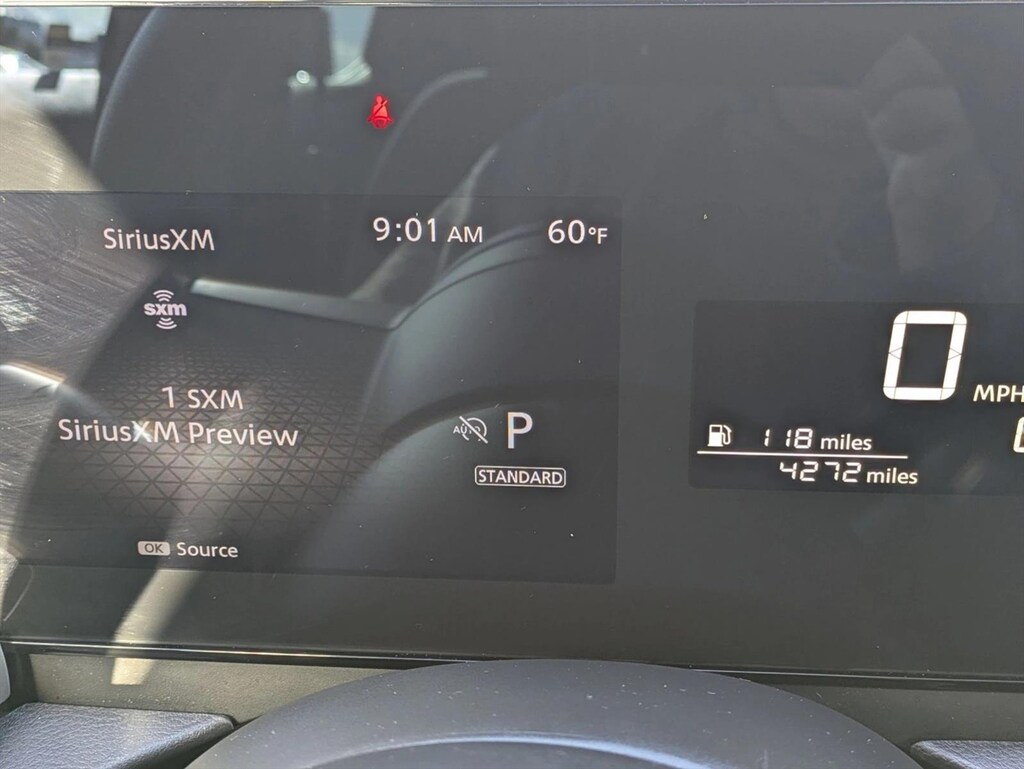 SiriusXM
9:01 AM
60°F
sxm
1 SXM
SiriusXM Preview
AUTO
P
STANDARD
OK Source
0 MPH
118 miles
4272 miles